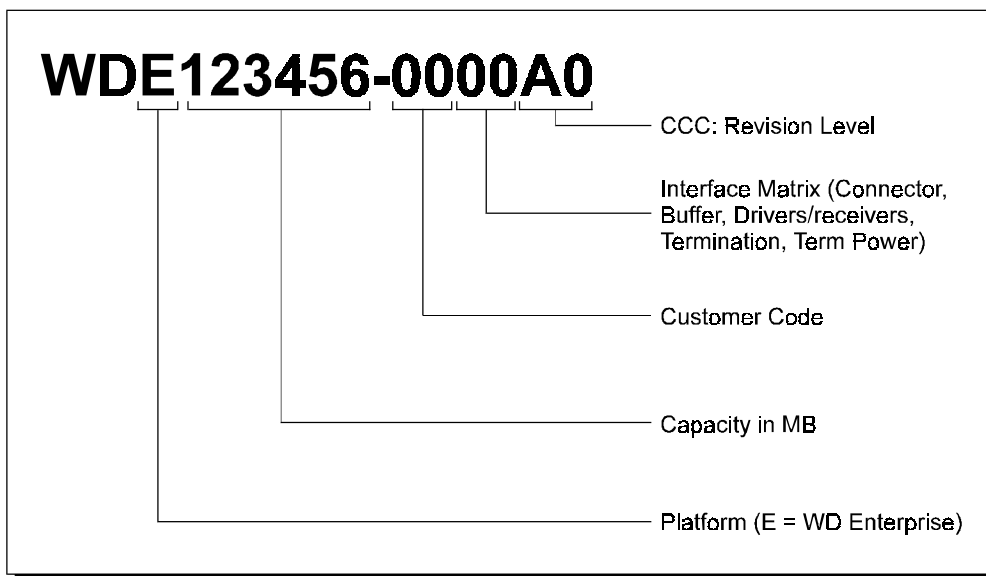 WDE123456-0000A0
CCC: Revision Level
Interface Matrix (Connector,
Buffer, Drivers/receivers,
Termination, Term Power)
Customer Code
Capacity in MB
Platform (E = WD Enterprise)